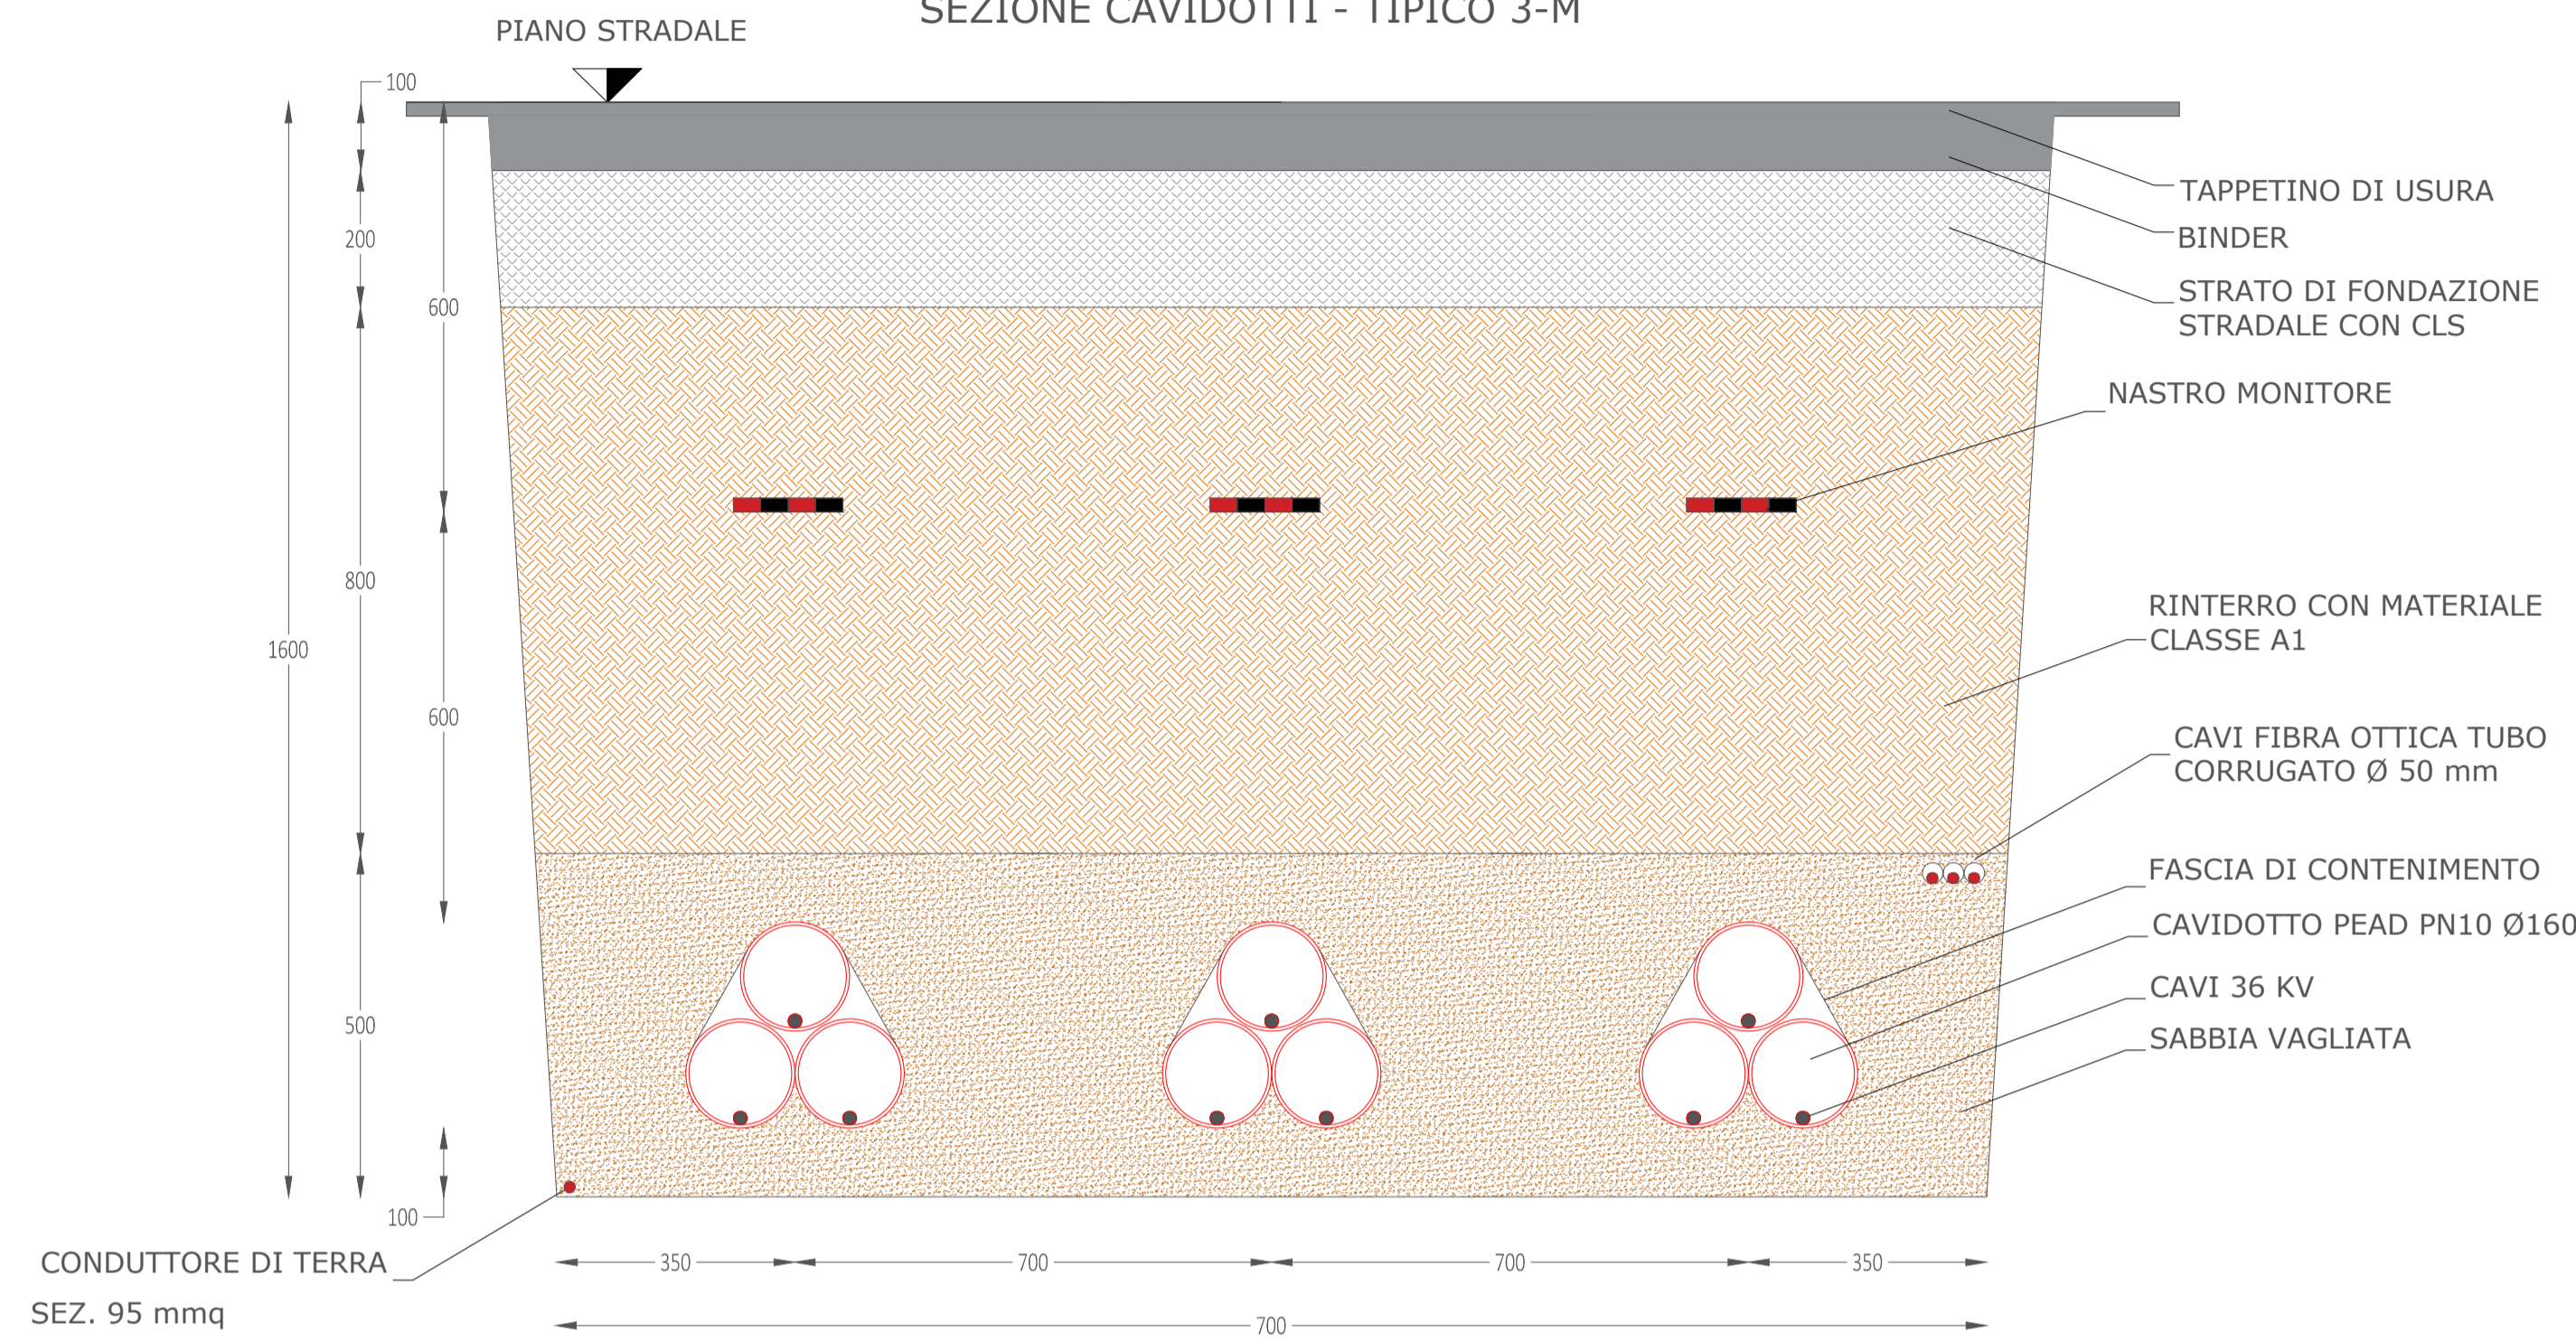 SEZIONE CAVIDOTTI - TIPICO 3-M
PIANO STRADALE
100
200
600
800
1600
600
500
100
TAPPETINO DI USURA
BINDER
STRATO DI FONDAZIONE
STRADALE CON CLS
NASTRO MONITORE
RINTERRO CON MATERIALE
CLASSE A1
CAVI FIBRA OTTICA TUBO
CORRUGATO Ø 50 mm
FASCIA DI CONTENIMENTO
CAVIDOTTO PEAD PN10 Ø160
CAVI 36 KV
SABBIA VAGLIATA
CONDUTTORE DI TERRA
SEZ. 95 mmq
350
700
700
350
700